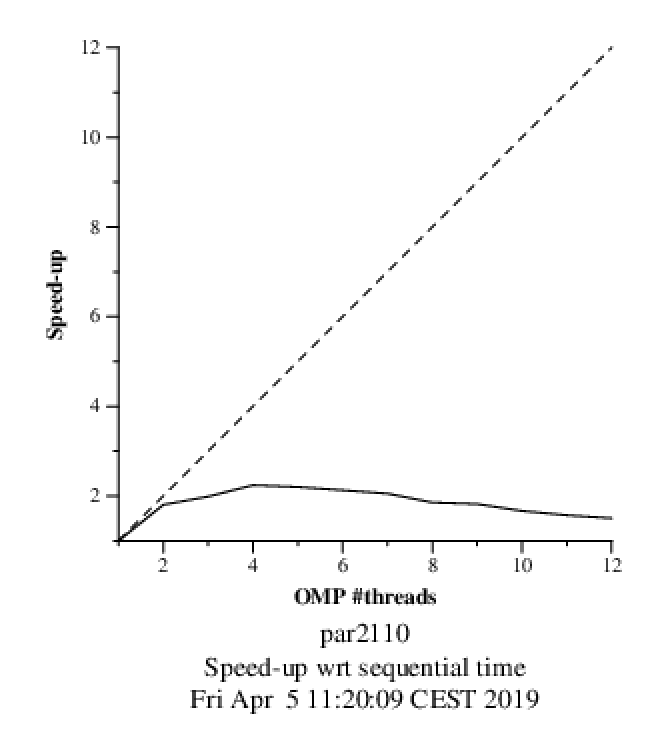 12
10
8
6
4
2
Speed-up
2 4 6 8 10 12
OMP #threads
par2110
Speed-up wrt sequential time
Fri Apr 5 11:20:09 CEST 2019